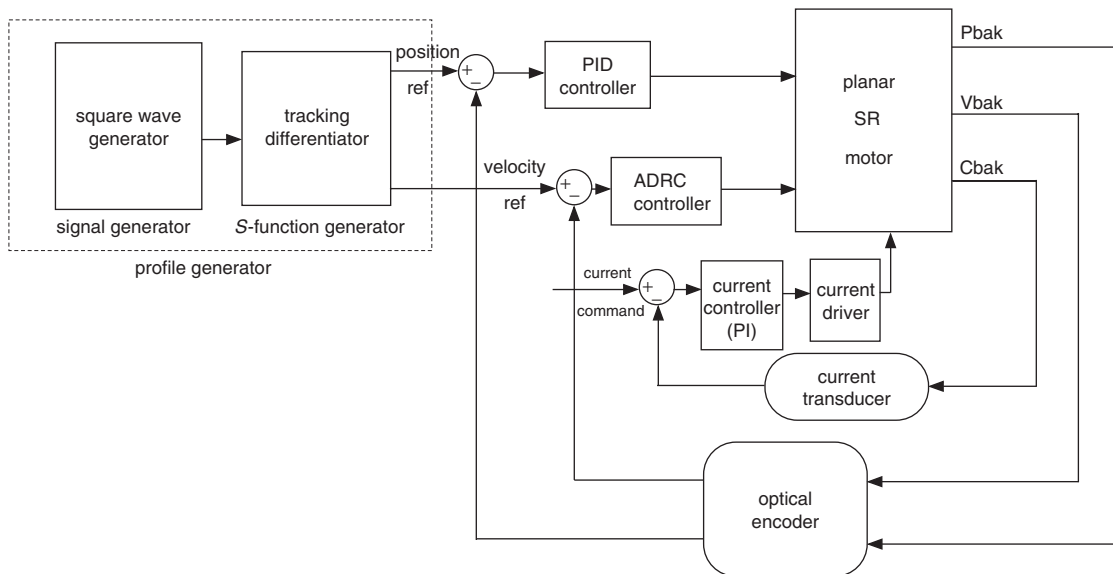 square wave
generator
signal generator
tracking
differentiator
S-function generator
profile generator
position
ref
+
−
PID
controller
velocity
ref
+
−
ADRC
controller
planar
SR
motor
Pbak
Vbak
Cbak
current
command
+
−
current
controller
(PI)
current
driver
current
transducer
optical
encoder